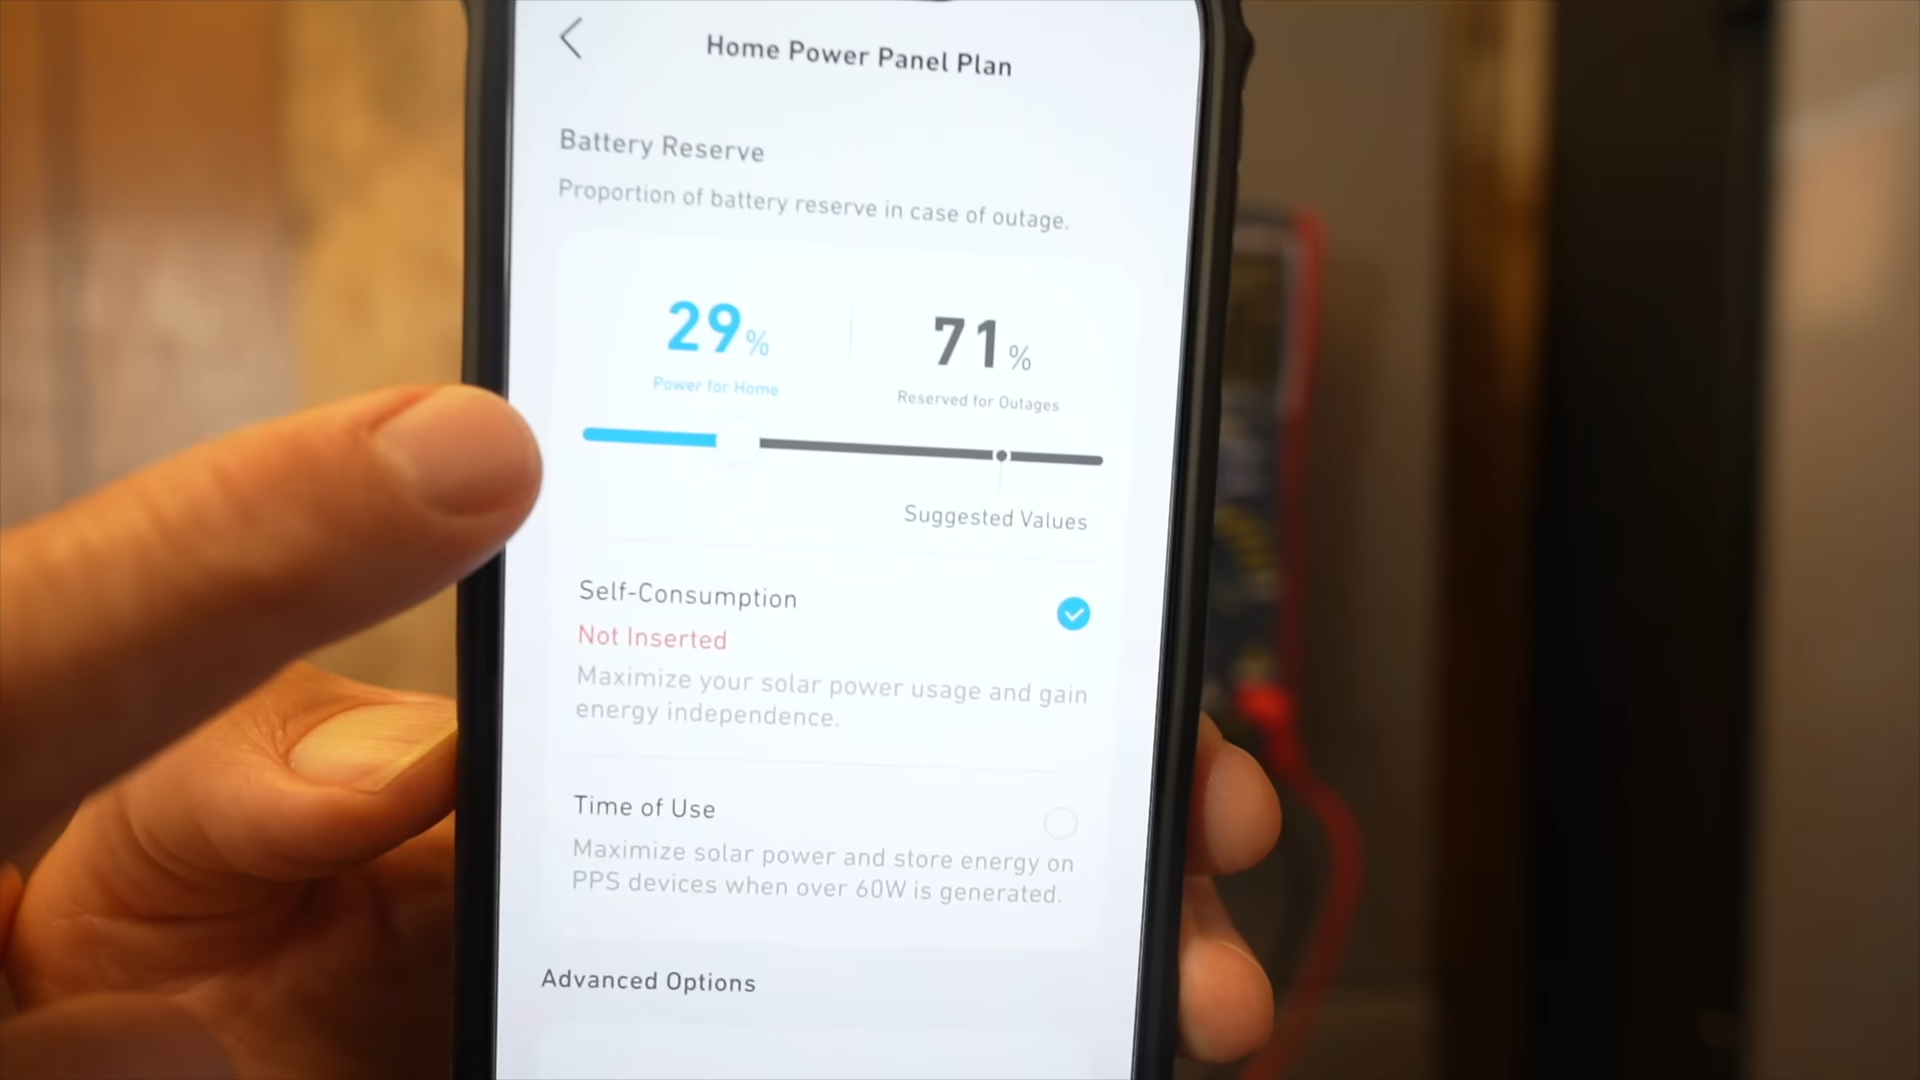 Home Power Panel Plan
Battery Reserve
Proportion of battery reserve in case of outage.
29%
71%
Power for Home
Reserved for Outages
Suggested Values
Self-Consumption
Not Inserted
Maximize your solar power usage and gain
energy independence.
Time of Use
Maximize solar power and store energy on
PPS devices when over 60W is generated.
Advanced Options